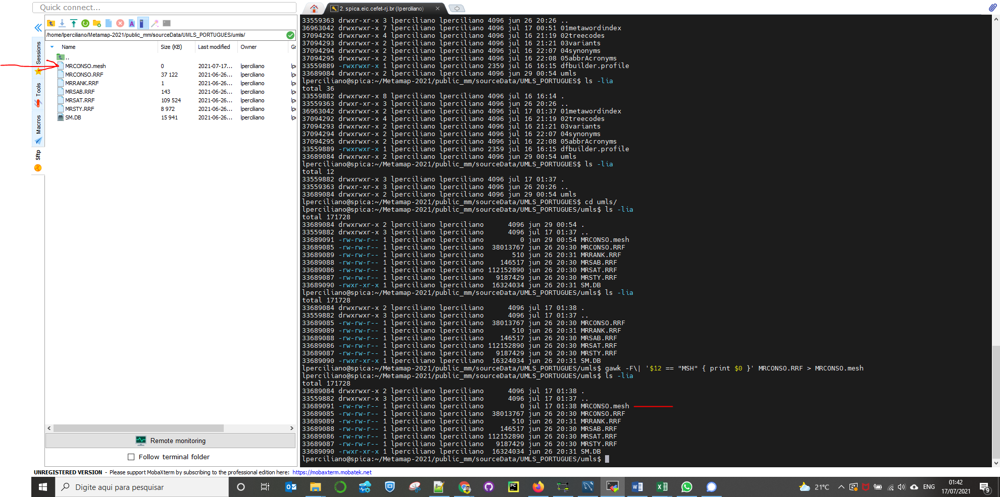 Quick connect...
2. spica.eic.cefet-rj.br (lperciliano)
/home/lperciliano/Metamap-2021/public_mm/sourceData/UMLS_PORTUGUES/umls/
Name Size (KB) Last modified Owner Gr
..
MRCONSO.mesh 0 2021-07-17... lperciliano lpe
MRCONSO.RRF 37 122 2021-06-26... lperciliano lpe
MRRANK.RRF 1 2021-06-26... lperciliano lpe
MRSAB.RRF 143 2021-06-26... lperciliano lpe
MRSAT.RRF 109 524 2021-06-26... lperciliano lpe
MRSTY.RRF 8 972 2021-06-26... lperciliano lpe
SM.DB 15 941 2021-06-26... lperciliano lpe
Sessions
Tools
Macros
Sftp
Remote monitoring
Follow terminal folder
33559363 drwxr-xr-x 3 lperciliano lperciliano 4096 jun 26 20:26 ..
36963042 drwxrwxr-x 7 lperciliano lperciliano 4096 jul 17 00:51 01metawordindex
37094292 drwxrwxr-x 4 lperciliano lperciliano 4096 jul 16 21:19 02treecodes
37094293 drwxrwxr-x 2 lperciliano lperciliano 4096 jul 16 21:21 03variants
37094294 drwxrwxr-x 2 lperciliano lperciliano 4096 jul 16 22:07 04synonyms
37094295 drwxrwxr-x 2 lperciliano lperciliano 4096 jul 16 22:08 05abbrAcronyms
33559889 -rwxrwxr-x 1 lperciliano lperciliano 2359 jul 16 16:15 dfbuilder.profile
33689084 drwxrwxr-x 2 lperciliano lperciliano 4096 jun 29 00:54 umls
lperciliano@spica:~/Metamap-2021/public_mm/sourceData/UMLS_PORTUGUES$ ls -lia
total 36
33559882 drwxrwxr-x 8 lperciliano lperciliano 4096 jul 16 16:14 .
33559363 drwxr-xr-x 3 lperciliano lperciliano 4096 jun 26 20:26 ..
36963042 drwxrwxr-x 2 lperciliano lperciliano 4096 jul 17 01:37 01metawordindex
37094292 drwxrwxr-x 4 lperciliano lperciliano 4096 jul 16 21:19 02treecodes
37094293 drwxrwxr-x 2 lperciliano lperciliano 4096 jul 16 21:21 03variants
37094294 drwxrwxr-x 2 lperciliano lperciliano 4096 jul 16 22:07 04synonyms
37094295 drwxrwxr-x 2 lperciliano lperciliano 4096 jul 16 22:08 05abbrAcronyms
33559889 -rwxrwxr-x 1 lperciliano lperciliano 2359 jul 16 16:15 dfbuilder.profile
33689084 drwxrwxr-x 2 lperciliano lperciliano 4096 jun 29 00:54 umls
lperciliano@spica:~/Metamap-2021/public_mm/sourceData/UMLS_PORTUGUES$ ls -lia
total 12
33559882 drwxrwxr-x 3 lperciliano lperciliano 4096 jul 17 01:37 .
33559363 drwxr-xr-x 3 lperciliano lperciliano 4096 jun 26 20:26 ..
33689084 drwxrwxr-x 2 lperciliano lperciliano 4096 jun 29 00:54 umls
lperciliano@spica:~/Metamap-2021/public_mm/sourceData/UMLS_PORTUGUES$ cd umls/
lperciliano@spica:~/Metamap-2021/public_mm/sourceData/UMLS_PORTUGUES/umls$ ls -lia
total 171728
33689084 drwxrwxr-x 2 lperciliano lperciliano 4096 jun 29 00:54 .
33559882 drwxrwxr-x 3 lperciliano lperciliano 4096 jul 17 01:37 ..
33689091 -rw-rw-r-- 1 lperciliano lperciliano 0 jun 29 00:54 MRCONSO.mesh
33689085 -rw-rw-r-- 1 lperciliano lperciliano 38013767 jun 26 20:30 MRCONSO.RRF
33689089 -rw-rw-r-- 1 lperciliano lperciliano 510 jun 26 20:31 MRRANK.RRF
33689088 -rw-rw-r-- 1 lperciliano lperciliano 146517 jun 26 20:30 MRSAB.RRF
33689086 -rw-rw-r-- 1 lperciliano lperciliano 112152890 jun 26 20:30 MRSAT.RRF
33689087 -rw-rw-r-- 1 lperciliano lperciliano 9187429 jun 26 20:30 MRSTY.RRF
33689090 -rwxr-xr-x 1 lperciliano lperciliano 16324034 jun 26 20:31 SM.DB
lperciliano@spica:~/Metamap-2021/public_mm/sourceData/UMLS_PORTUGUES/umls$ ls -lia
total 171728
33689084 drwxrwxr-x 2 lperciliano lperciliano 4096 jul 17 01:38 .
33559882 drwxrwxr-x 3 lperciliano lperciliano 4096 jul 17 01:37 ..
33689085 -rw-rw-r-- 1 lperciliano lperciliano 38013767 jun 26 20:30 MRCONSO.RRF
33689089 -rw-rw-r-- 1 lperciliano lperciliano 510 jun 26 20:31 MRRANK.RRF
33689088 -rw-rw-r-- 1 lperciliano lperciliano 146517 jun 26 20:30 MRSAB.RRF
33689086 -rw-rw-r-- 1 lperciliano lperciliano 112152890 jun 26 20:30 MRSAT.RRF
33689087 -rw-rw-r-- 1 lperciliano lperciliano 9187429 jun 26 20:30 MRSTY.RRF
33689090 -rwxr-xr-x 1 lperciliano lperciliano 16324034 jun 26 20:31 SM.DB
lperciliano@spica:~/Metamap-2021/public_mm/sourceData/UMLS_PORTUGUES/umls$ gawk -F\| '$12 == "MSH" { print $0 }' MRCONSO.RRF > MRCONSO.mesh
lperciliano@spica:~/Metamap-2021/public_mm/sourceData/UMLS_PORTUGUES/umls$ ls -lia
total 171728
33689084 drwxrwxr-x 2 lperciliano lperciliano 4096 jul 17 01:38 .
33559882 drwxrwxr-x 3 lperciliano lperciliano 4096 jul 17 01:37 ..
33689091 -rw-rw-r-- 1 lperciliano lperciliano 0 jul 17 01:38 MRCONSO.mesh
33689085 -rw-rw-r-- 1 lperciliano lperciliano 38013767 jun 26 20:30 MRCONSO.RRF
33689089 -rw-rw-r-- 1 lperciliano lperciliano 510 jun 26 20:31 MRRANK.RRF
33689088 -rw-rw-r-- 1 lperciliano lperciliano 146517 jun 26 20:30 MRSAB.RRF
33689086 -rw-rw-r-- 1 lperciliano lperciliano 112152890 jun 26 20:30 MRSAT.RRF
33689087 -rw-rw-r-- 1 lperciliano lperciliano 9187429 jun 26 20:30 MRSTY.RRF
33689090 -rwxr-xr-x 1 lperciliano lperciliano 16324034 jun 26 20:31 SM.DB
lperciliano@spica:~/Metamap-2021/public_mm/sourceData/UMLS_PORTUGUES/umls$
UNREGISTERED VERSION - Please support MobaXterm by subscribing to the professional edition here: https://mobaxterm.mobatek.net
Digite aqui para pesquisar
21°C
ENG
01:42
17/07/2021
9